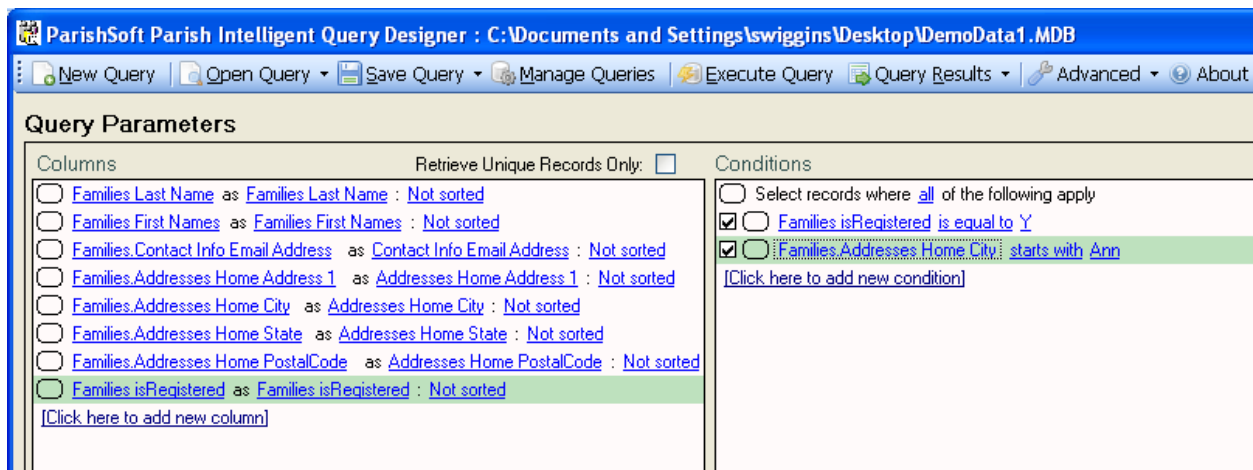 ParishSoft Parish Intelligent Query Designer : C:\Documents and Settings\swiggins\Desktop\DemoData1.MDB
New Query Open Query Save Query Manage Queries Execute Query Query Results Advanced About
Query Parameters
Columns Retrieve Unique Records Only:
Families Last Name as Families Last Name : Not sorted
Families First Names as Families First Names : Not sorted
Families.Contact Info Email Address as Contact Info Email Address : Not sorted
Families.Addresses Home Address 1 as Addresses Home Address 1 : Not sorted
Families.Addresses Home City as Addresses Home City : Not sorted
Families.Addresses Home State as Addresses Home State : Not sorted
Families.Addresses Home PostalCode as Addresses Home PostalCode : Not sorted
Families isRegistered as Families isRegistered : Not sorted
[Click here to add new column]
Conditions
Select records where all of the following apply
Families isRegistered is equal to Y
Families.Addresses Home City starts with Ann
[Click here to add new condition]